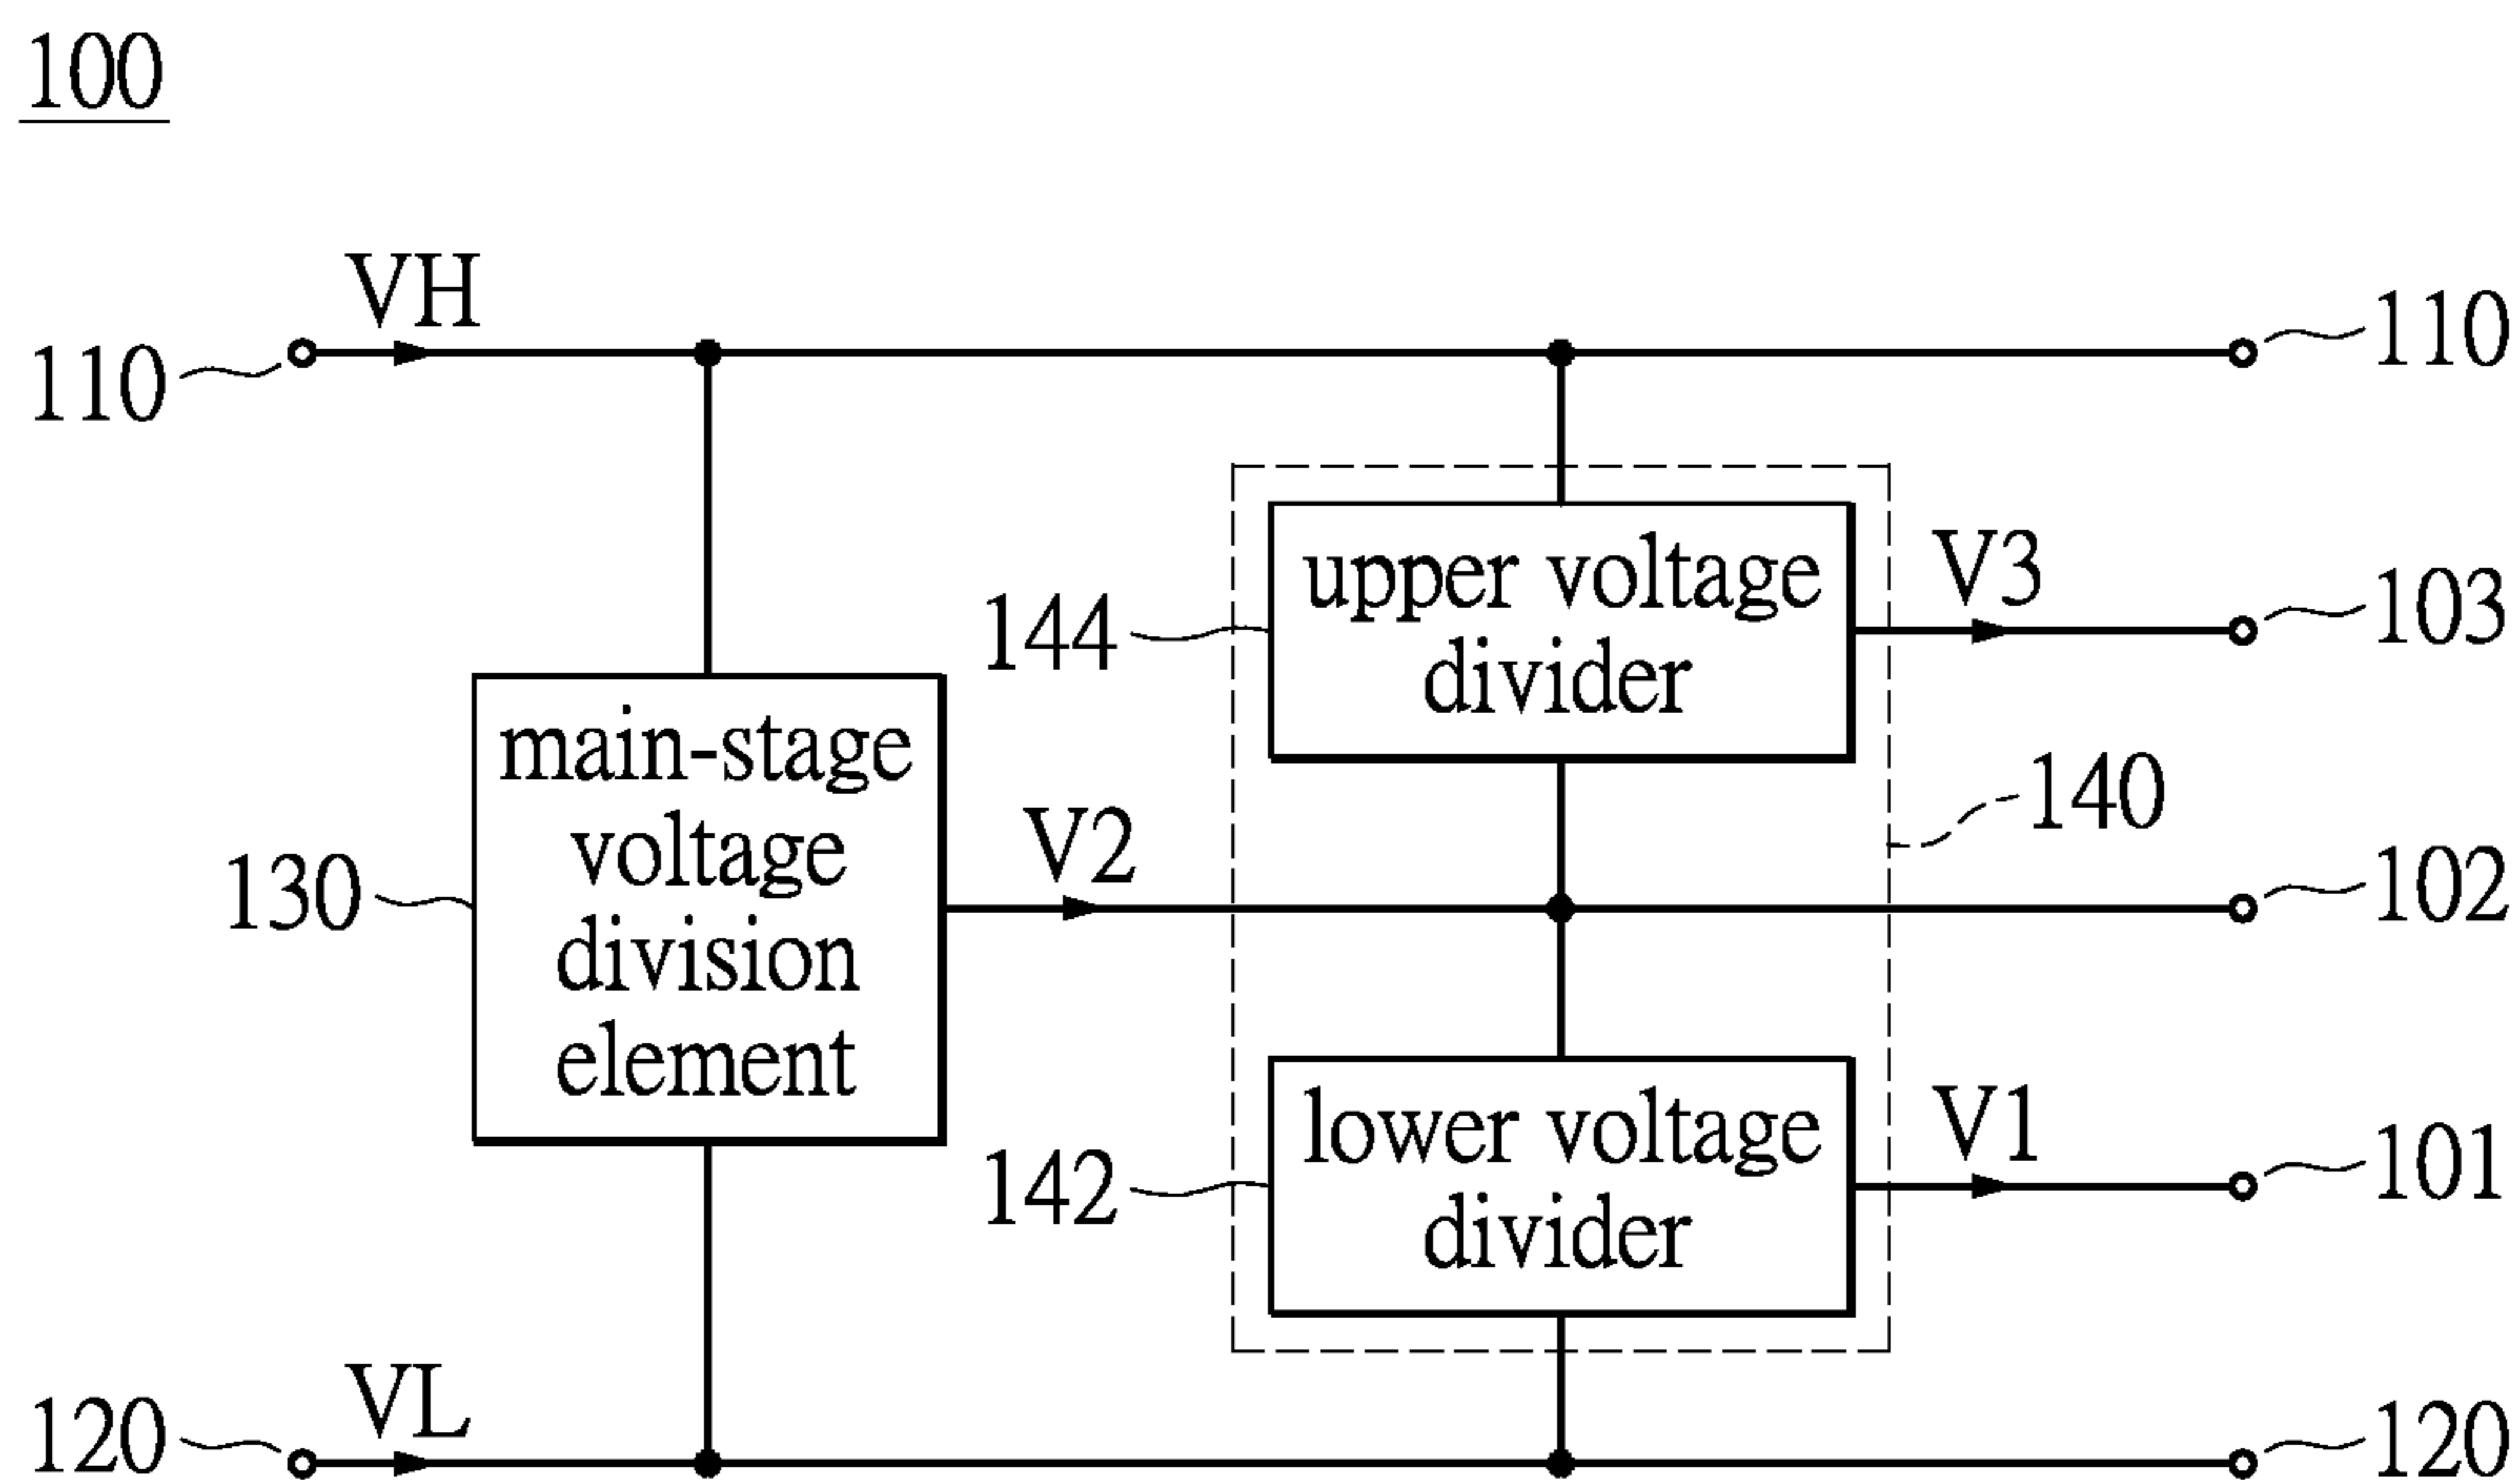 100
VH
110
110
upper voltage
divider
V3
103
144
main-stage
voltage
division
element
130
V2
140
102
lower voltage
divider
V1
101
142
VL
120
120